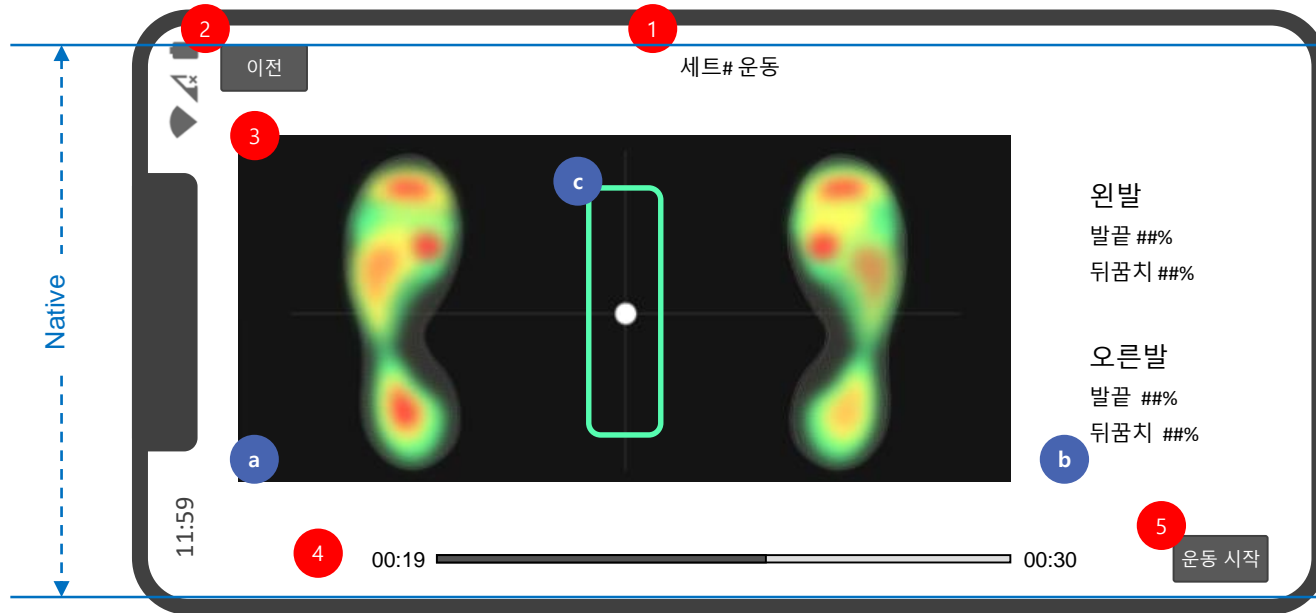 2
1
이전
세트# 운동
3
c
왼발
발끝 ##%
뒤꿈치 ##%
Native
오른발
발끝 ##%
뒤꿈치 ##%
a
b
11:59
4
00:19
00:30
5
운동 시작